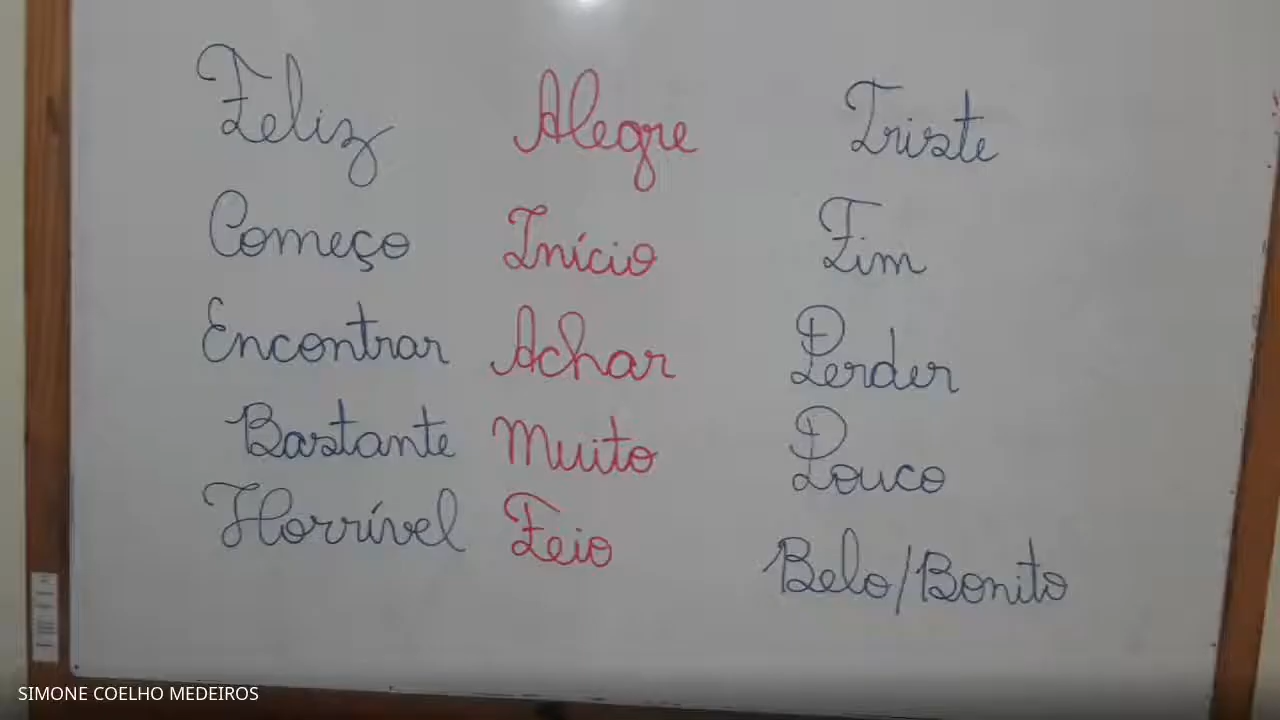 Feliz Alegre Triste
Começo Início Fim
Encontrar Achar Perder
Bastante Muito Pouco
Horrível Feio Belo/Bonito
SIMONE COELHO MEDEIROS